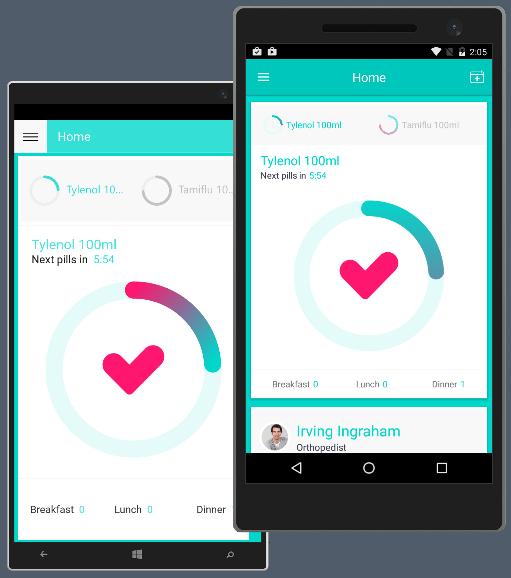 Home
Tylenol 10...
Tamiflu 10...
Tylenol 100ml
Next pills in 5:54
Breakfast 0
Lunch 0
Dinner
2:05
Home
Tylenol 100ml
Tamiflu 100ml
Tylenol 100ml
Next pills in 5:54
Breakfast 0
Lunch 0
Dinner 1
Irving Ingraham
Orthopedist